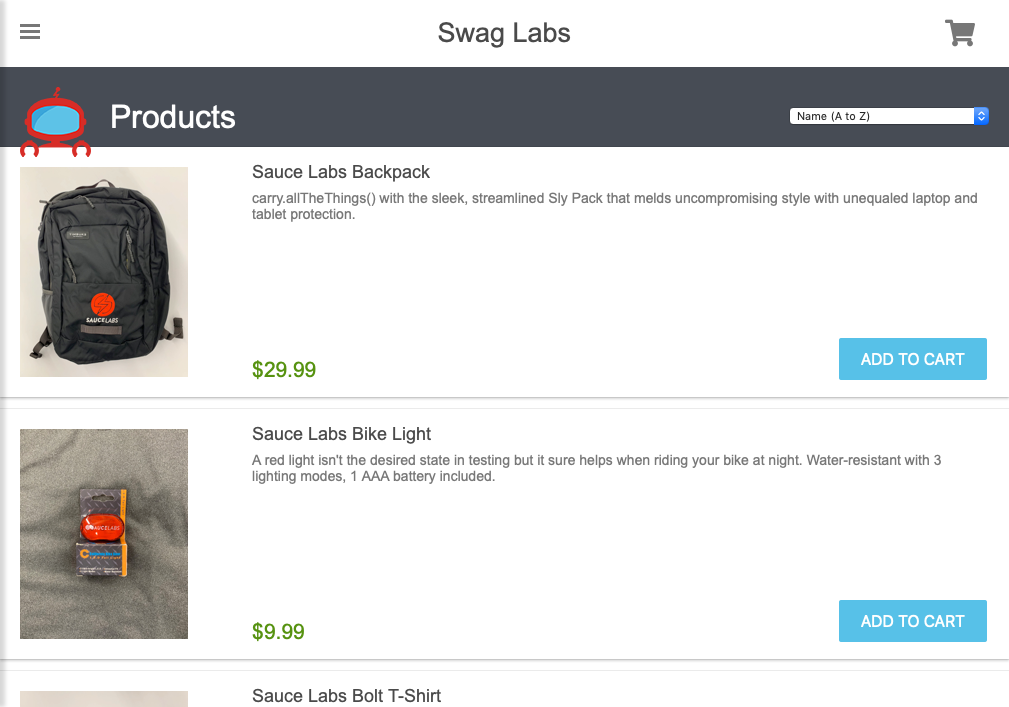 Swag Labs
Products
Name (A to Z)
Sauce Labs Backpack
carry.allTheThings() with the sleek, streamlined Sly Pack that melds uncompromising style with unequaled laptop and
tablet protection.
SAUCELABS
$29.99
ADD TO CART
Sauce Labs Bike Light
A red light isn't the desired state in testing but it sure helps when riding your bike at night. Water-resistant with 3
lighting modes, 1 AAA battery included.
SAUCELABS
$9.99
ADD TO CART
Sauce Labs Bolt T-Shirt